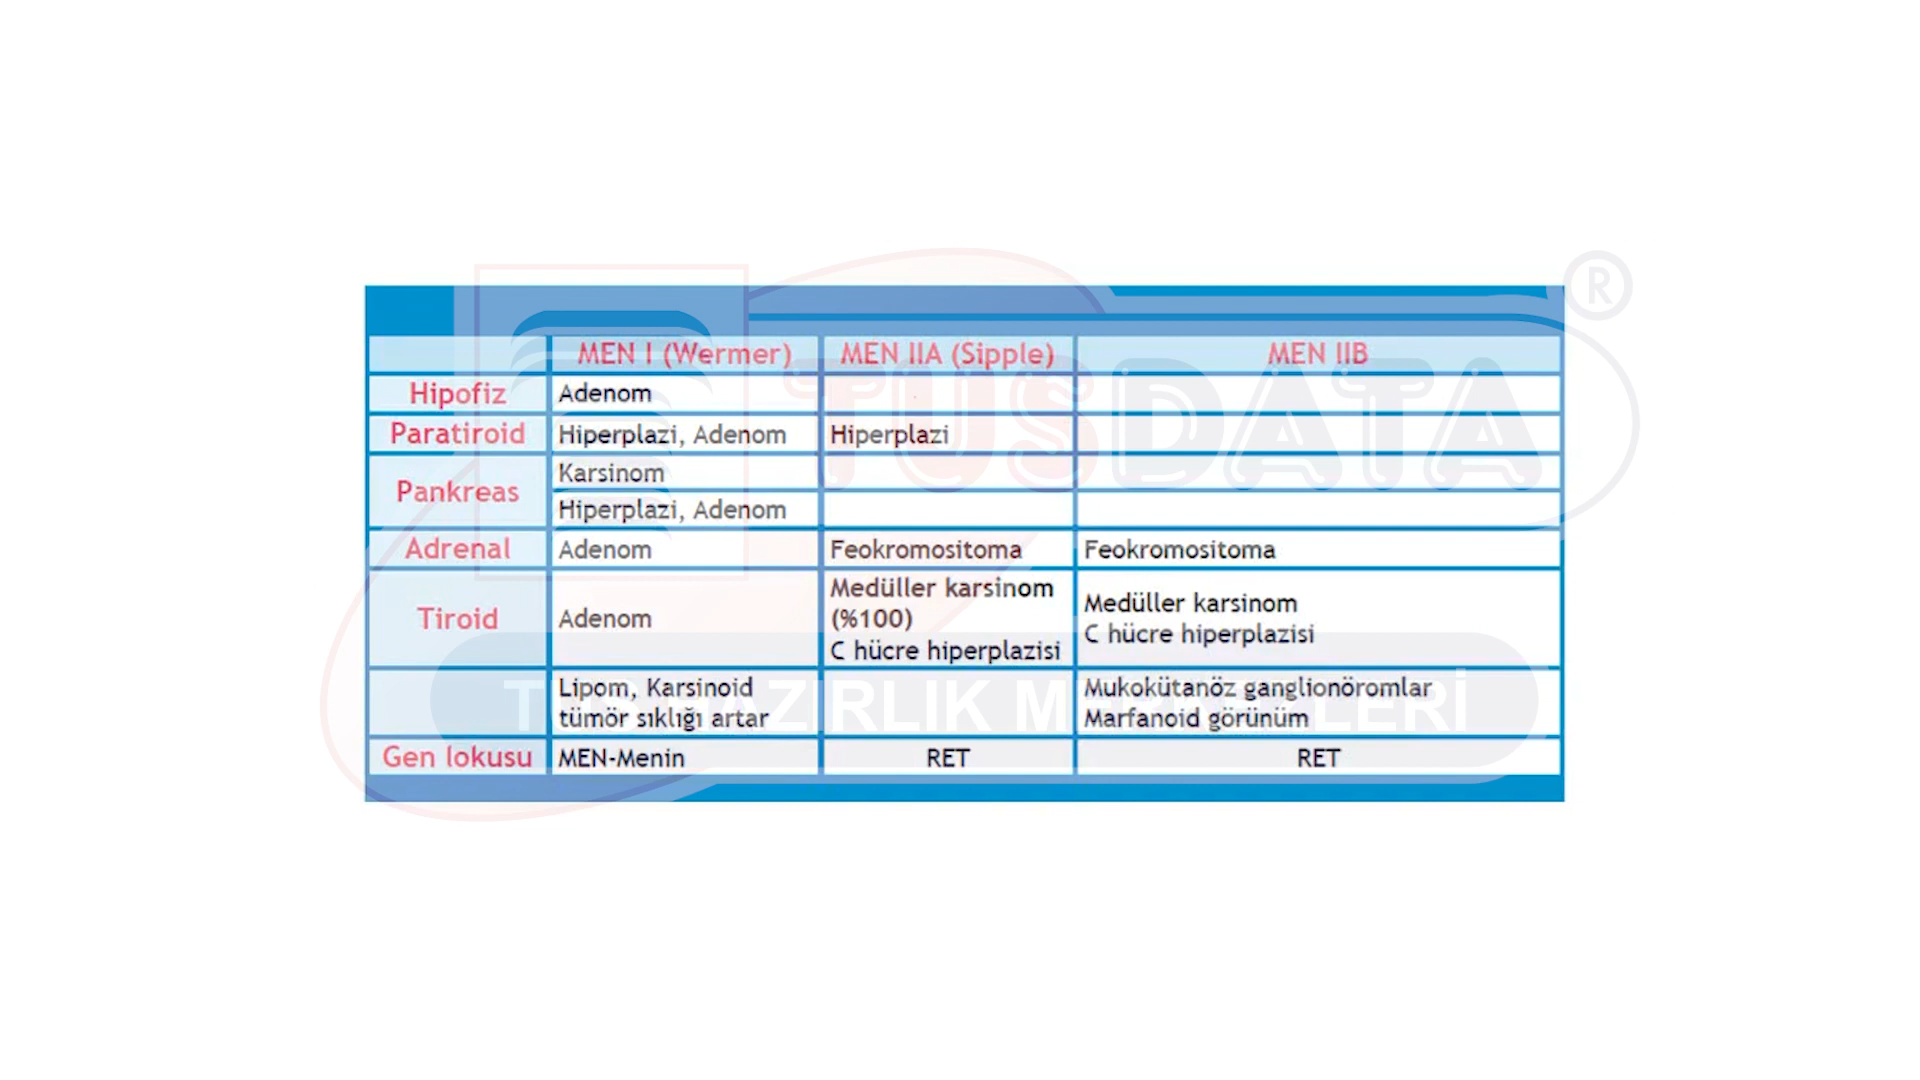 MEN I (Wermer) MEN IIA (Sipple) MEN IIB
Hipofiz Adenom
Paratiroid Hiperplazi, Adenom Hiperplazi
Pankreas Karsinom
Hiperplazi, Adenom
Adrenal Adenom Feokromositoma Feokromositoma
Tiroid Adenom Medüller karsinom
(%100)
C hücre hiperplazisi
Medüller karsinom
C hücre hiperplazisi
Lipom, Karsinoid
tümör sıklığı artar
Mukokütanöz ganglionöromlar
Marfanoid görünüm
Gen lokusu MEN-Menin RET RET
TUSDATA ®